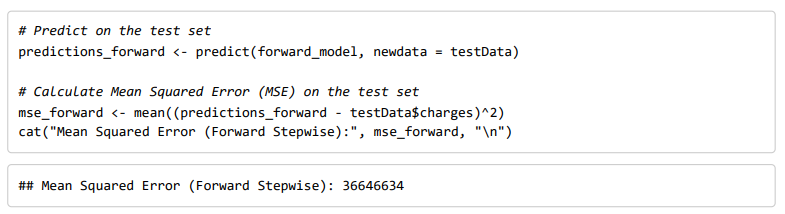 # Predict on the test set
predictions_forward <- predict(forward_model, newdata = testData)
# Calculate Mean Squared Error (MSE) on the test set
mse_forward <- mean((predictions_forward - testData$charges)^2)
cat("Mean Squared Error (Forward Stepwise):", mse_forward, "\n")
## Mean Squared Error (Forward Stepwise): 36646634